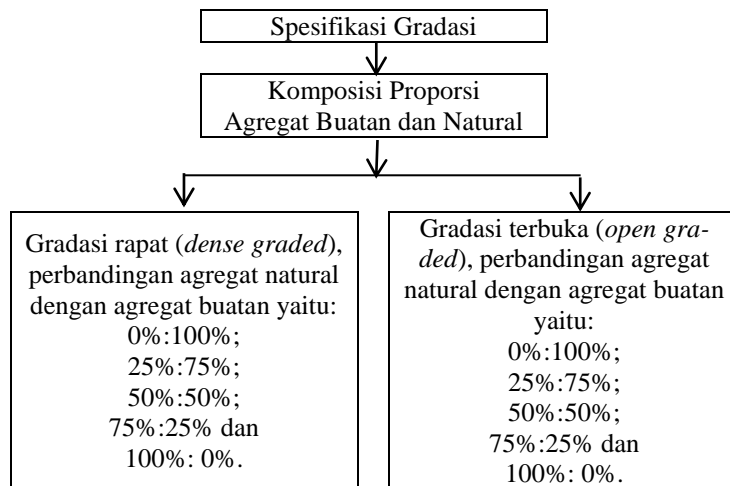 Spesifikasi Gradasi
Komposisi Proporsi
Agregat Buatan dan Natural
Gradasi rapat (dense graded),
perbandingan agregat natural
dengan agregat buatan yaitu:
0%:100%;
25%:75%;
50%:50%;
75%:25% dan
100%: 0%.
Gradasi terbuka (open gra-
ded), perbandingan agregat
natural dengan agregat buatan
yaitu:
0%:100%;
25%:75%;
50%:50%;
75%:25% dan
100%: 0%.